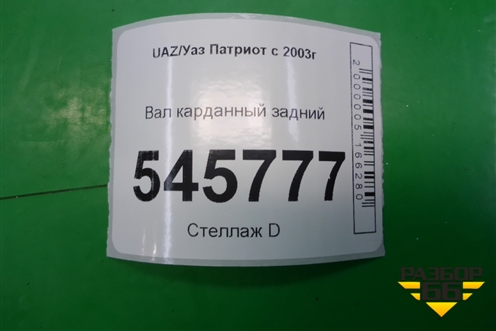 UAZ/Уаз Патриот с 2003г
Вал карданный задний
545777
Стеллаж D
2000005166280
РАЗБОР
66